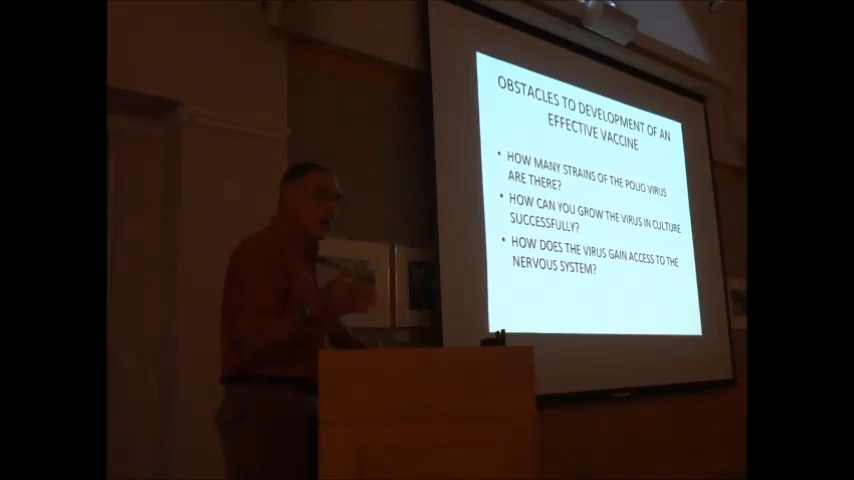 OBSTACLES TO DEVELOPMENT OF AN
EFFECTIVE VACCINE
• HOW MANY STRAINS OF THE POLIO VIRUS
ARE THERE?
• HOW CAN YOU GROW THE VIRUS IN CULTURE
SUCCESSFULLY?
• HOW DOES THE VIRUS GAIN ACCESS TO THE
NERVOUS SYSTEM?